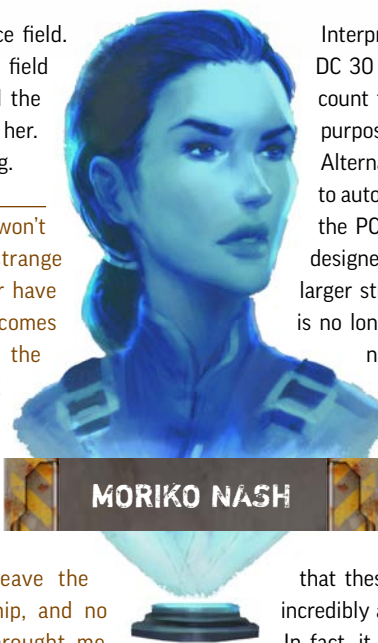 ce field.
field
the
her.
g.
won't
trange
r have
comes
the
MORIKO NASH
eave the
hip, and no
rought me
Interpr
DC 30
count t
purpos
Alterna
to auto
the PC
designe
larger st
is no lon
n
that thes
incredibly a
In fact, it